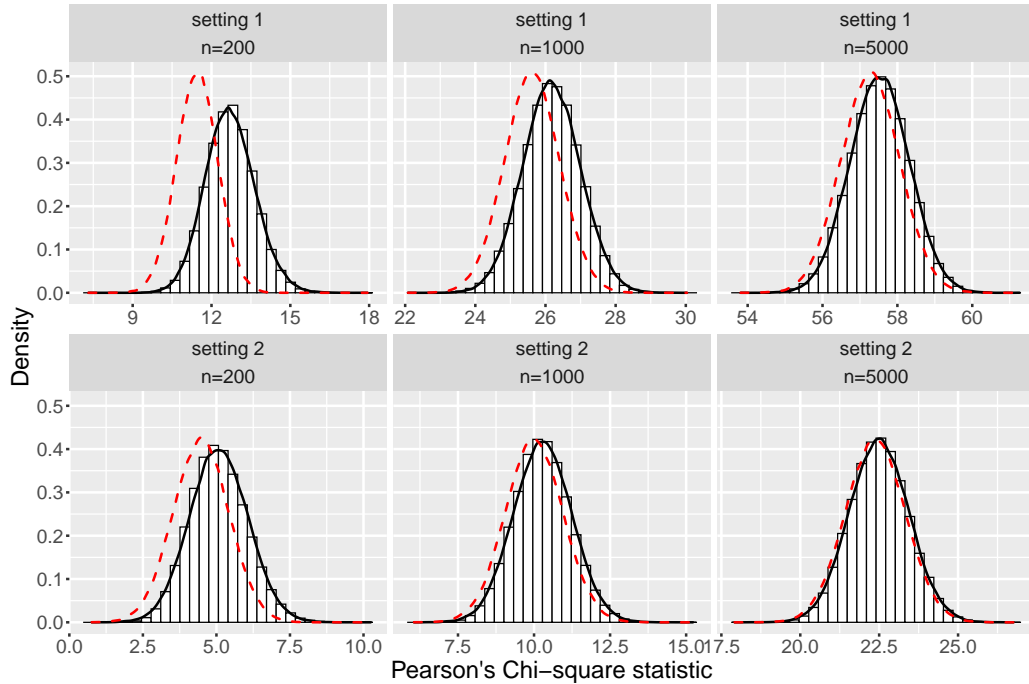 setting 1
n=200
setting 1
n=1000
setting 1
n=5000
0.5
0.4
0.3
0.2
0.1
0.0
9 12 15 18
22 24 26 28 30
54 56 58 60
Density
setting 2
n=200
setting 2
n=1000
setting 2
n=5000
0.5
0.4
0.3
0.2
0.1
0.0
0.0 2.5 5.0 7.5 10.0
7.5 10.0 12.5 15.0
17.5 20.0 22.5 25.0
Pearson's Chi−square statistic